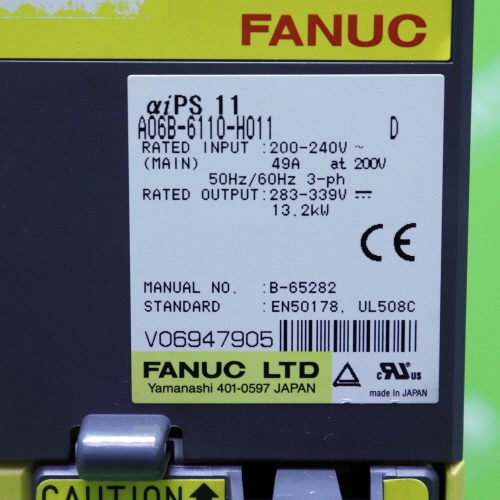 FANUC
αiPS 11
A06B-6110-H011 D
RATED INPUT :200-240V ~
(MAIN) 49A at 200V
50Hz/60Hz 3-ph
RATED OUTPUT:283-339V ⎓
13.2kW
CE
MANUAL NO. :B-65282
STANDARD :EN50178, UL508C
V06947905
FANUC LTD
Yamanashi 401-0597 JAPAN
c RU us
made in JAPAN
CAUTION